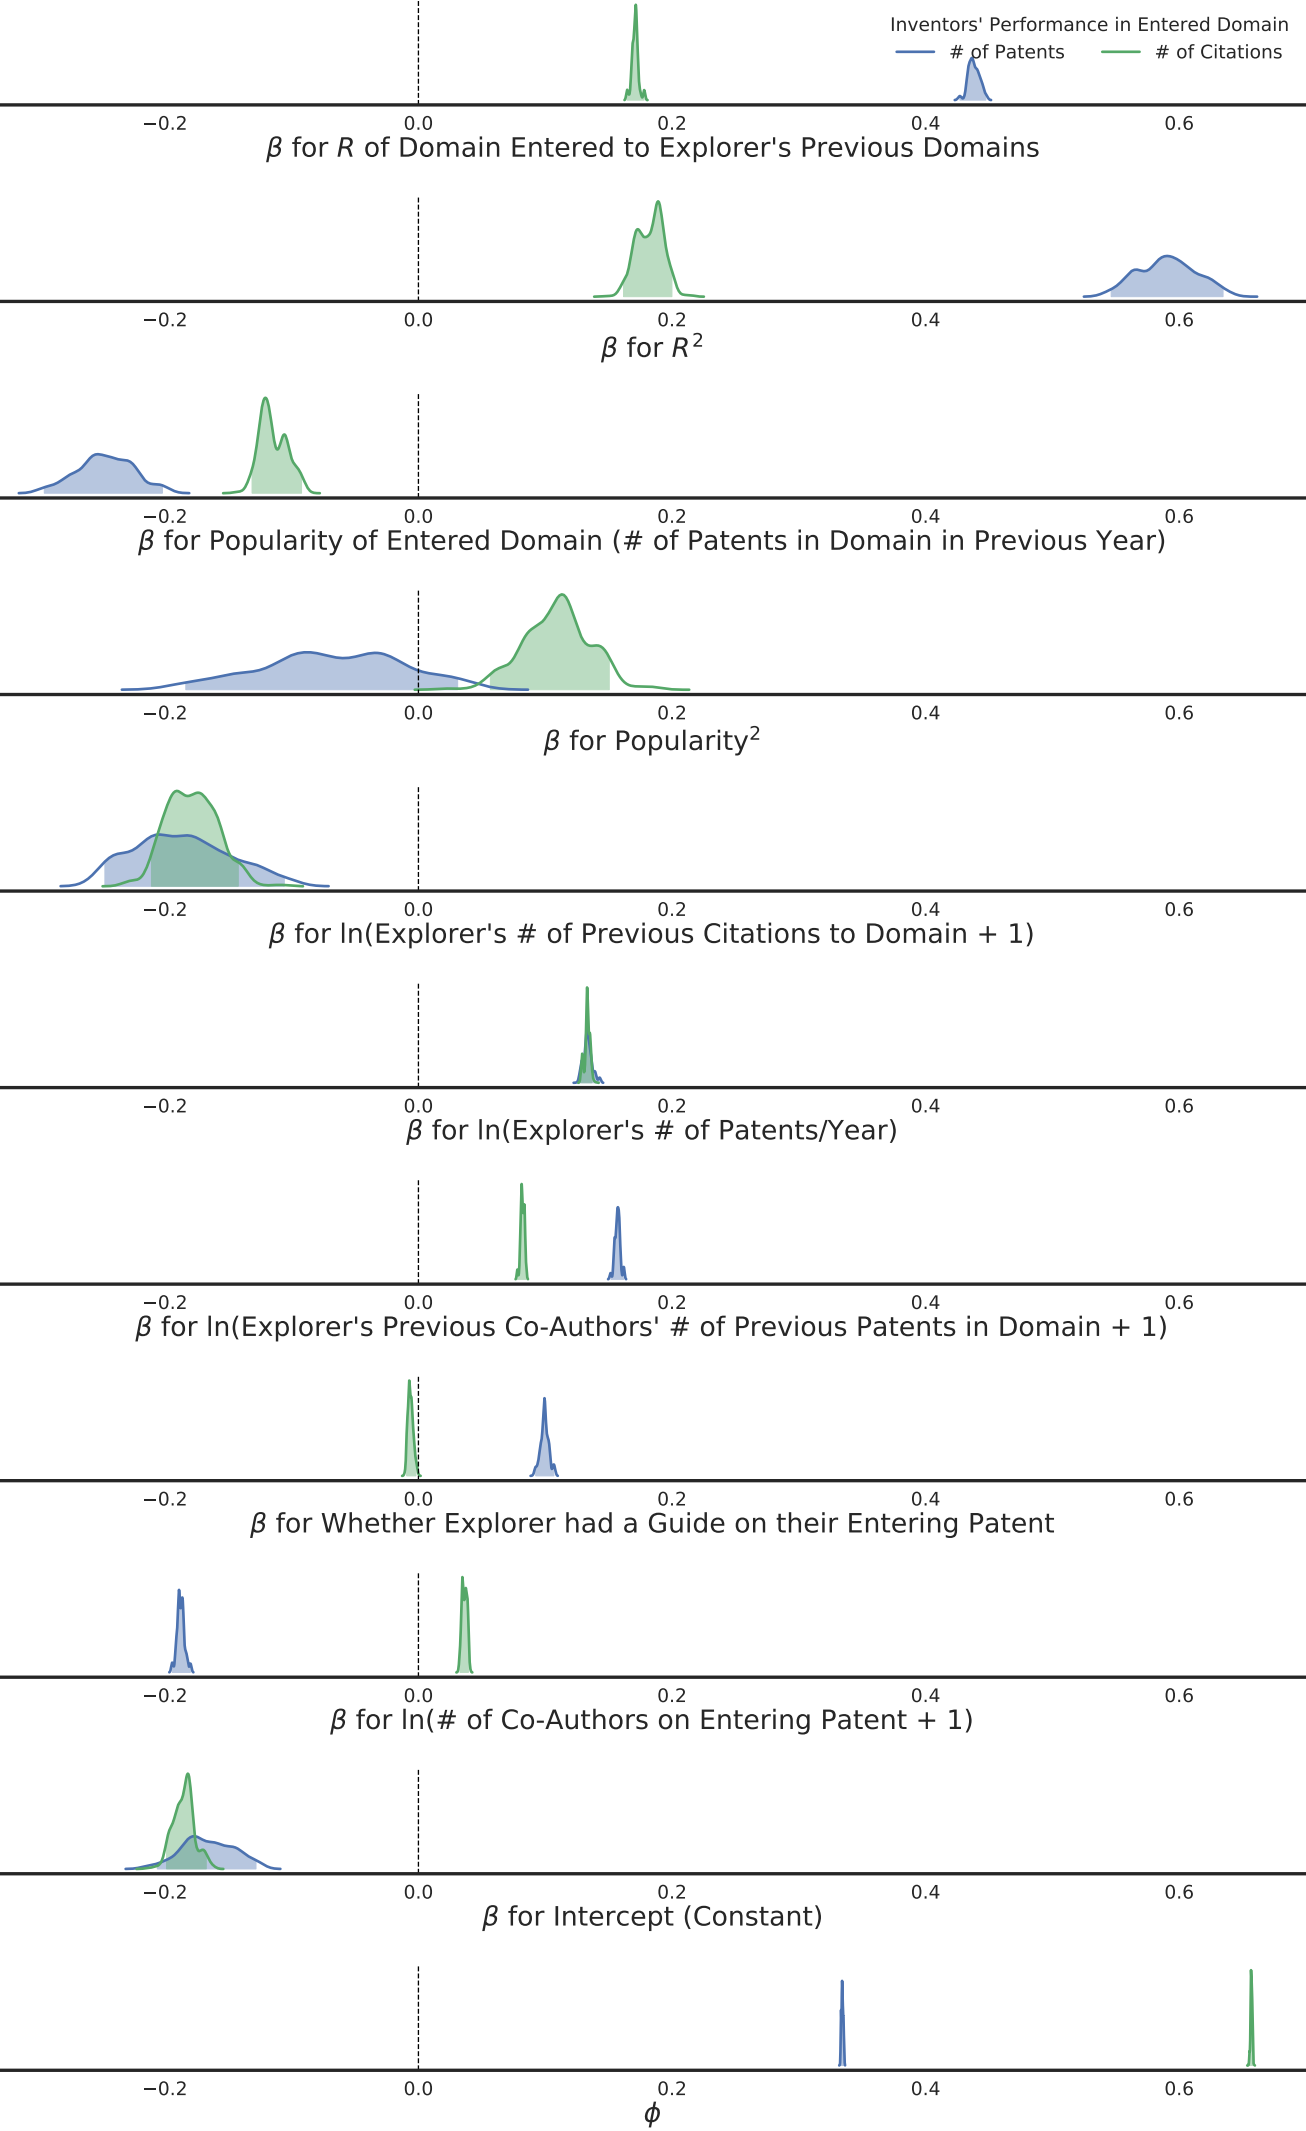 Inventors' Performance in Entered Domain
# of Patents # of Citations
−0.2 0.0 0.2 0.4 0.6
β for R of Domain Entered to Explorer's Previous Domains
−0.2 0.0 0.2 0.4 0.6
β for R²
−0.2 0.0 0.2 0.4 0.6
β for Popularity of Entered Domain (# of Patents in Domain in Previous Year)
−0.2 0.0 0.2 0.4 0.6
β for Popularity²
−0.2 0.0 0.2 0.4 0.6
β for ln(Explorer's # of Previous Citations to Domain + 1)
−0.2 0.0 0.2 0.4 0.6
β for ln(Explorer's # of Patents/Year)
−0.2 0.0 0.2 0.4 0.6
β for ln(Explorer's Previous Co-Authors' # of Previous Patents in Domain + 1)
−0.2 0.0 0.2 0.4 0.6
β for Whether Explorer had a Guide on their Entering Patent
−0.2 0.0 0.2 0.4 0.6
β for ln(# of Co-Authors on Entering Patent + 1)
−0.2 0.0 0.2 0.4 0.6
β for Intercept (Constant)
−0.2 0.0 0.2 0.4 0.6
ϕ